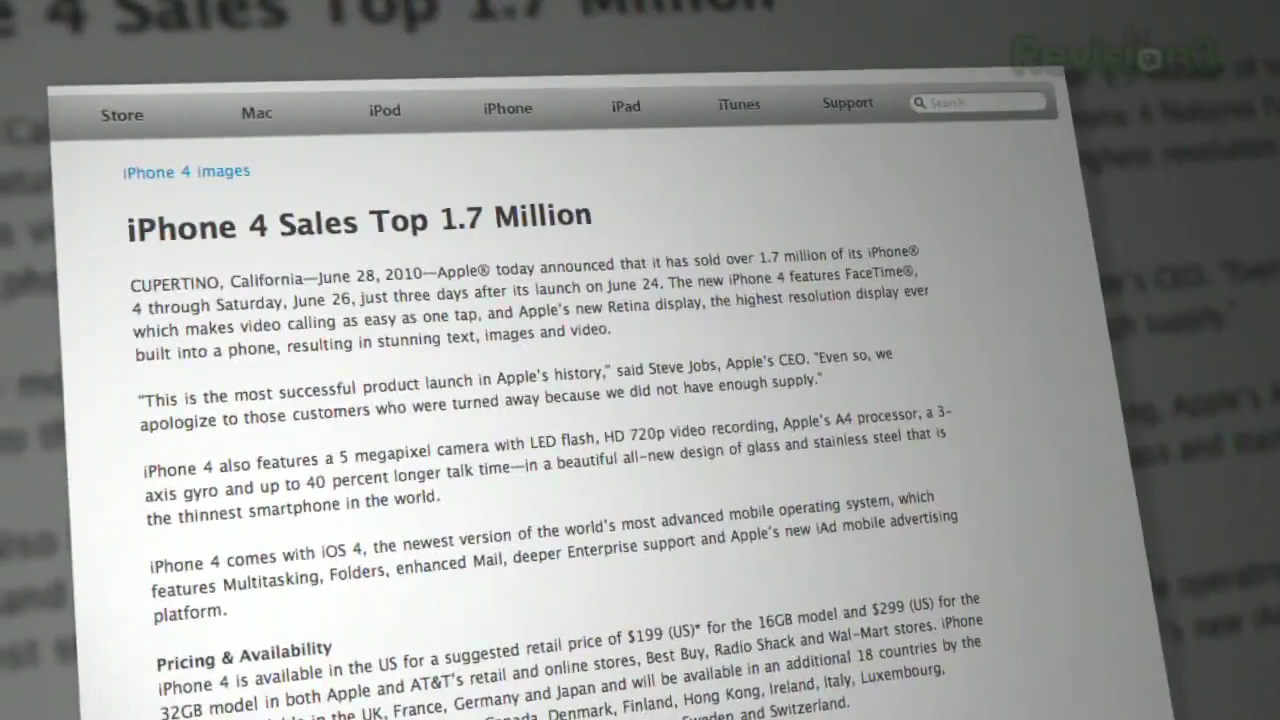 e 4 Sales Top 1.7 Million
Revision3
Store Mac iPod iPhone iPad iTunes Support Search
iPhone 4 Images
iPhone 4 Sales Top 1.7 Million
CUPERTINO, California—June 28, 2010—Apple® today announced that it has sold over 1.7 million of its iPhone®
4 through Saturday, June 26, just three days after its launch on June 24. The new iPhone 4 features FaceTime®,
which makes video calling as easy as one tap, and Apple's new Retina display, the highest resolution display ever
built into a phone, resulting in stunning text, images and video.
"This is the most successful product launch in Apple's history," said Steve Jobs, Apple's CEO. "Even so, we
apologize to those customers who were turned away because we did not have enough supply."
iPhone 4 also features a 5 megapixel camera with LED flash, HD 720p video recording, Apple's A4 processor, a 3-
axis gyro and up to 40 percent longer talk time—in a beautiful all-new design of glass and stainless steel that is
the thinnest smartphone in the world.
iPhone 4 comes with iOS 4, the newest version of the world's most advanced mobile operating system, which
features Multitasking, Folders, enhanced Mail, deeper Enterprise support and Apple's new iAd mobile advertising
platform.
Pricing & Availability
iPhone 4 is available in the US for a suggested retail price of $199 (US)* for the 16GB model and $299 (US) for the
32GB model in both Apple and AT&T's retail and online stores, Best Buy, Radio Shack and Wal-Mart stores. iPhone
in the UK, France, Germany and Japan and will be available in an additional 18 countries by the
Denmark, Finland, Hong Kong, Ireland, Italy, Luxembourg,
and Switzerland.